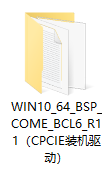 WIN10_64_BSP_
COME_BCL6_R1
1（CPCIE装机驱
动）